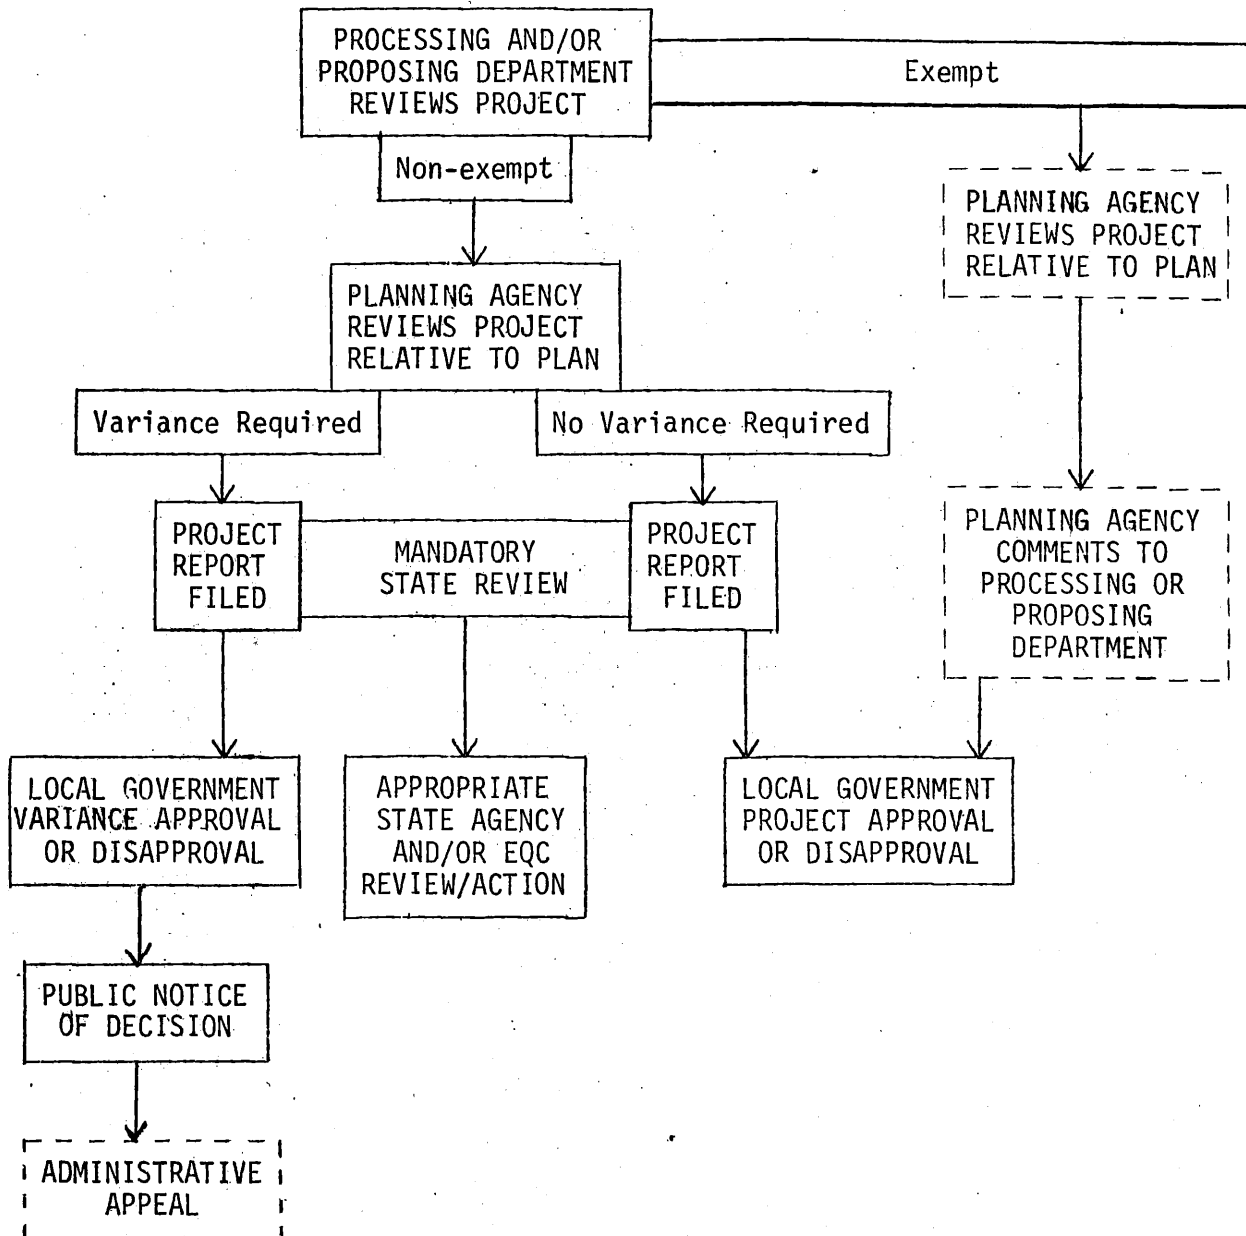 PROCESSING AND/OR
PROPOSING DEPARTMENT
REVIEWS PROJECT
Exempt
Non-exempt
PLANNING AGENCY
REVIEWS PROJECT
RELATIVE TO PLAN
PLANNING AGENCY
REVIEWS PROJECT
RELATIVE TO PLAN
Variance Required
No Variance Required
PROJECT
REPORT
FILED
MANDATORY
STATE REVIEW
PROJECT
REPORT
FILED
PLANNING AGENCY
COMMENTS TO
PROCESSING OR
PROPOSING
DEPARTMENT
LOCAL GOVERNMENT
VARIANCE APPROVAL
OR DISAPPROVAL
APPROPRIATE
STATE AGENCY
AND/OR EQC
REVIEW/ACTION
LOCAL GOVERNMENT
PROJECT APPROVAL
OR DISAPPROVAL
PUBLIC NOTICE
OF DECISION
ADMINISTRATIVE
APPEAL